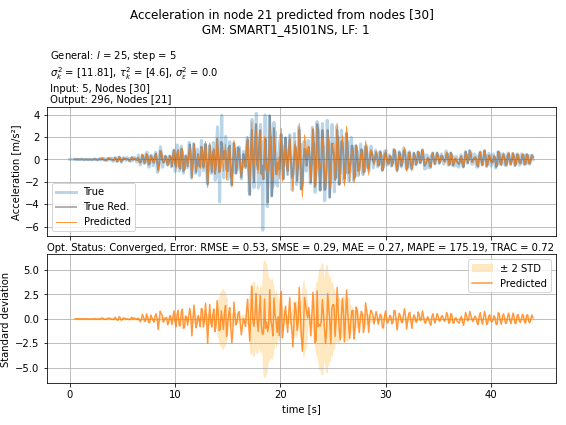 Acceleration in node 21 predicted from nodes [30]
GM: SMART1_45I01NS, LF: 1
General: l = 25, step = 5
σ²ₖ = [11.81], τ²ₖ = [4.6], σ²ε = 0.0
Input: 5, Nodes [30]
Output: 296, Nodes [21]
Acceleration [m/s²]
4
2
0
−2
−4
−6
True
True Red.
Predicted
Opt. Status: Converged, Error: RMSE = 0.53, SMSE = 0.29, MAE = 0.27, MAPE = 175.19, TRAC = 0.72
Standard deviation
5.0
2.5
0.0
−2.5
−5.0
± 2 STD
Predicted
0 10 20 30 40
time [s]